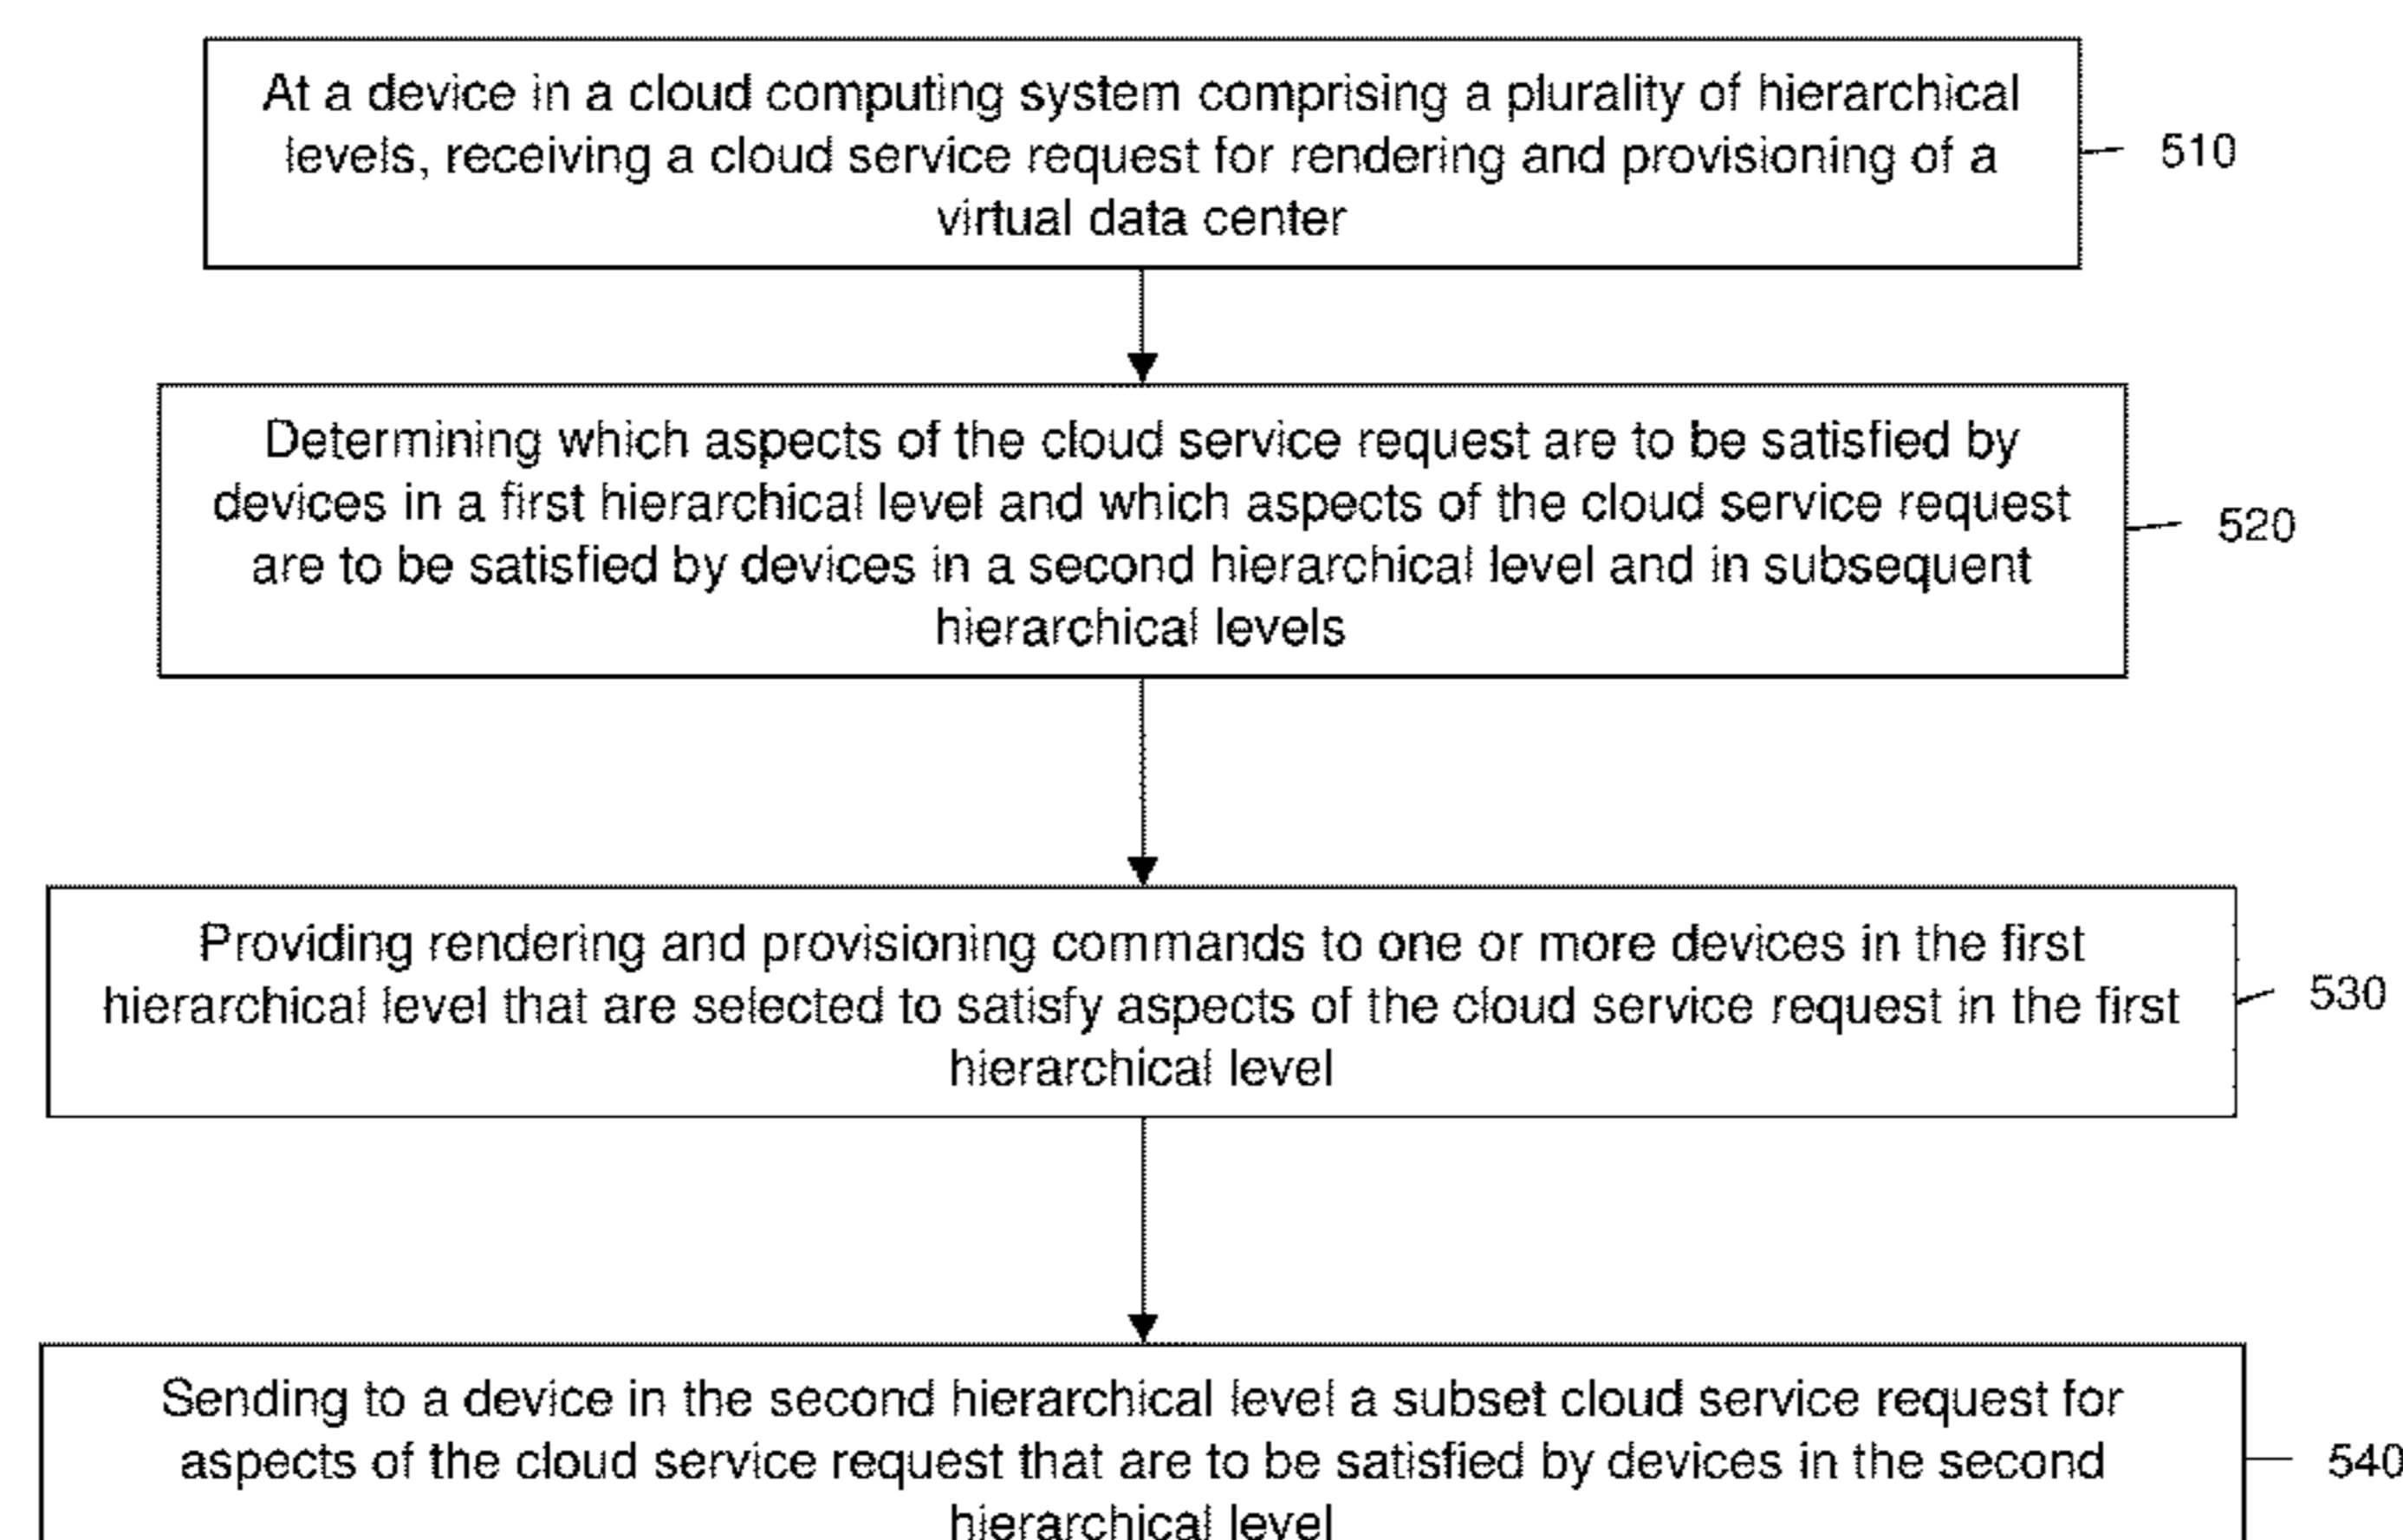 At a device in a cloud computing system comprising a plurality of hierarchical
levels, receiving a cloud service request for rendering and provisioning of a
virtual data center
510
Determining which aspects of the cloud service request are to be satisfied by
devices in a first hierarchical level and which aspects of the cloud service request
are to be satisfied by devices in a second hierarchical level and in subsequent
hierarchical levels
520
Providing rendering and provisioning commands to one or more devices in the first
hierarchical level that are selected to satisfy aspects of the cloud service request in the first
hierarchical level
530
Sending to a device in the second hierarchical level a subset cloud service request for
aspects of the cloud service request that are to be satisfied by devices in the second
hierarchical level
540